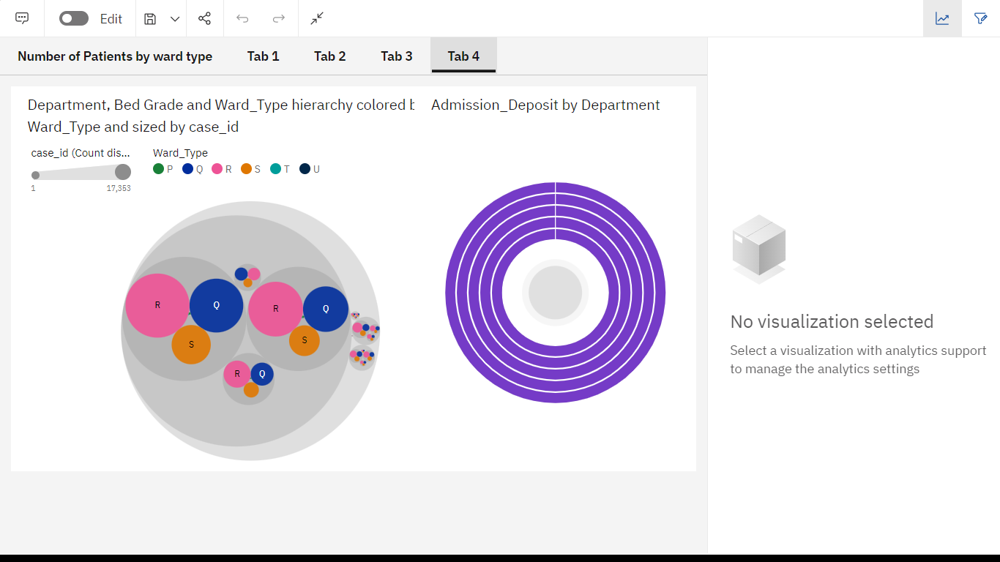 Edit
Number of Patients by ward type
Tab 1
Tab 2
Tab 3
Tab 4
Department, Bed Grade and Ward_Type hierarchy colored
Ward_Type and sized by case_id
case_id (Count dis...
1
17,353
Ward_Type
P
Q
R
S
T
U
R
Q
S
R
Q
S
R
Q
Admission_Deposit by Department
No visualization selected
Select a visualization with analytics support
to manage the analytics settings